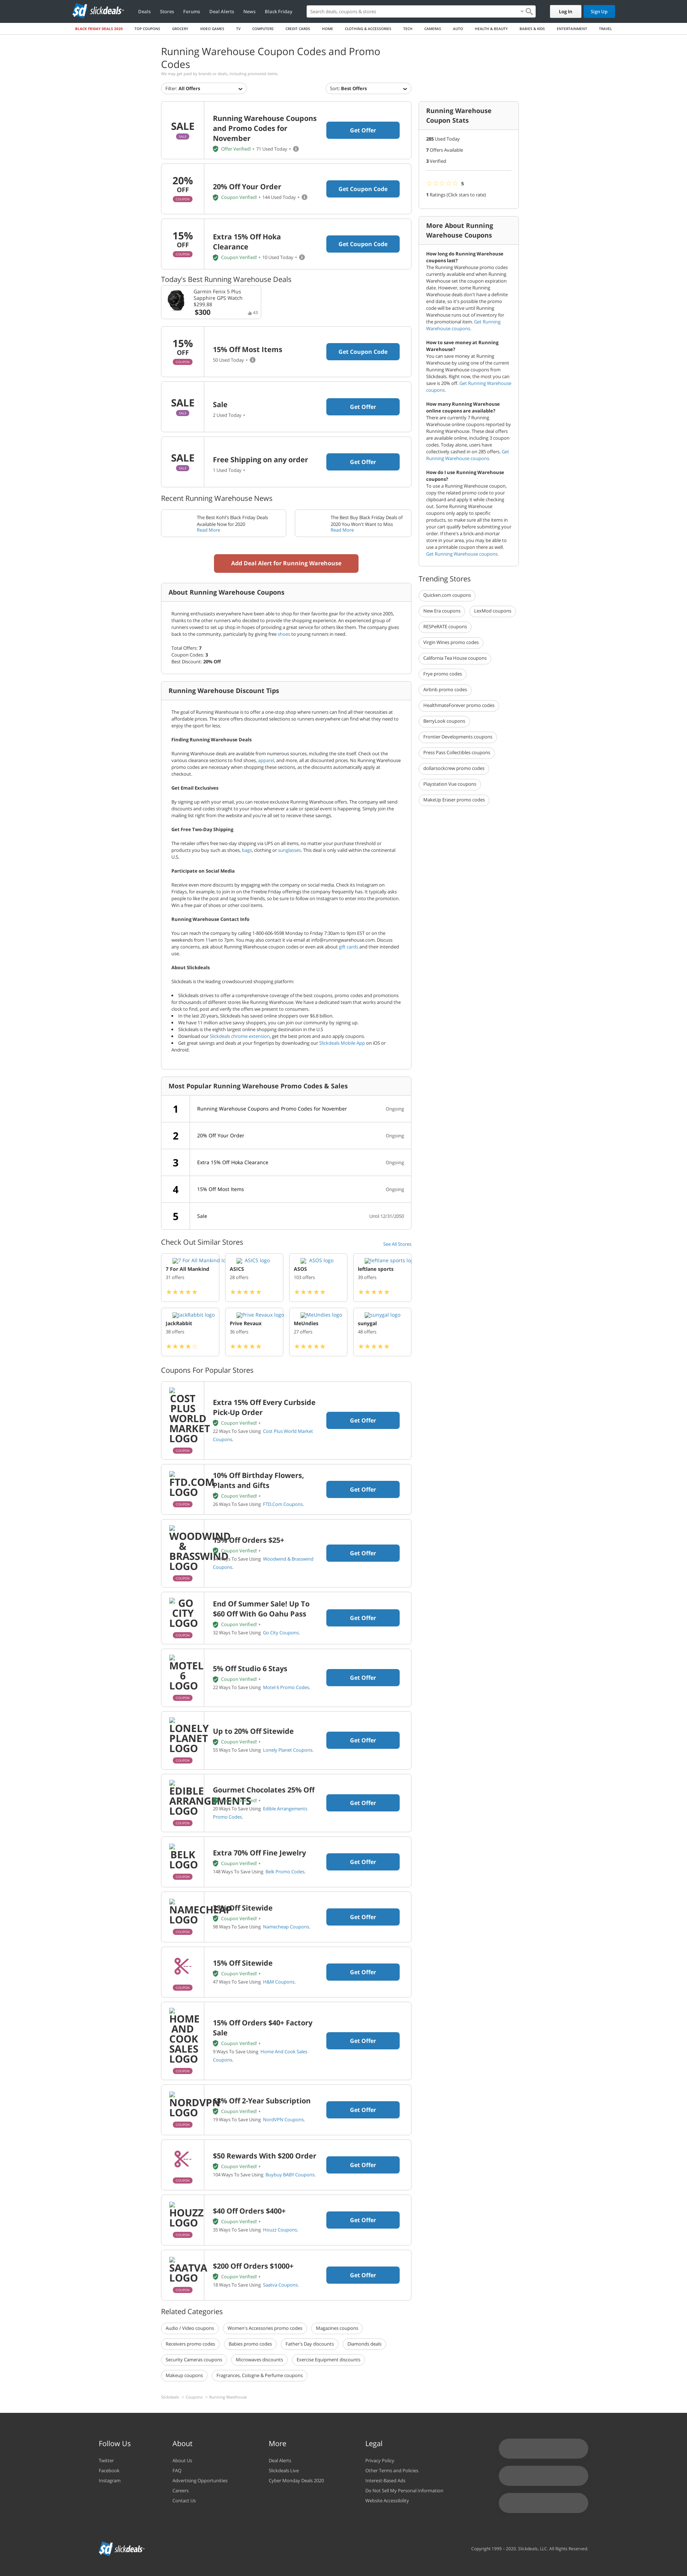 slickdeals
Deals
Stores
Forums
Deal Alerts
News
Black Friday
Search deals, coupons & stores
Log In
Sign Up
BLACK FRIDAY DEALS 2020
TOP COUPONS
GROCERY
VIDEO GAMES
TV
COMPUTERS
CREDIT CARDS
HOME
CLOTHING & ACCESSORIES
TECH
CAMERAS
AUTO
HEALTH & BEAUTY
BABIES & KIDS
ENTERTAINMENT
TRAVEL
Running Warehouse Coupon Codes and Promo
Codes
We may get paid by brands or deals, including promoted items.
Filter: All Offers
Sort: Best Offers
SALE
SALE
Running Warehouse Coupons
and Promo Codes for
November
Offer Verified! • 71 Used Today •
Get Offer
20%
OFF
COUPON
20% Off Your Order
Coupon Verified! • 144 Used Today •
Get Coupon Code
15%
OFF
COUPON
Extra 15% Off Hoka
Clearance
Coupon Verified! • 10 Used Today •
Get Coupon Code
Today's Best Running Warehouse Deals
Garmin Fenix 5 Plus
Sapphire GPS Watch
$299.88
$300
43
15%
OFF
COUPON
15% Off Most Items
50 Used Today •
Get Coupon Code
SALE
SALE
Sale
2 Used Today •
Get Offer
SALE
SALE
Free Shipping on any order
1 Used Today •
Get Offer
Recent Running Warehouse News
The Best Kohl's Black Friday Deals
Available Now for 2020
Read More
The Best Buy Black Friday Deals of
2020 You Won't Want to Miss
Read More
Add Deal Alert for Running Warehouse
About Running Warehouse Coupons
Running enthusiasts everywhere have been able to shop for their favorite gear for the activity since 2005,
thanks to the runner owners who decided to provide the shopping experience. An expanded group of
runners eventually set up shop in hopes of providing a great service for others like them. The company gives
back to the community, particularly by giving free shoes to young runners in need.
Total Offers: 7
Coupon Codes: 3
Best Discount: 20% Off
Running Warehouse Discount Tips
The goal of Running Warehouse is to offer a one-stop shop where runners can find all their necessities at
affordable prices. The store offers discounted selections so runners everywhere can find what they need to
enjoy the sport for less.
Finding Running Warehouse Deals
Running Warehouse deals are available from numerous sources, including the site itself. Check out the
various clearance sections to find shoes, apparel, and more, all at discounted prices. No Running Warehouse
promo codes are necessary when shopping these sections, as the discounts automatically apply at
checkout.
Get Email Exclusives
By signing up with your email, you can receive exclusive Running Warehouse offers. The company will send
discounts and coupon codes straight to your inbox whenever a sale or special event is happening. Simply join the
mailing list right from the website and you're all set to receive these savings.
Get Free Two-Day Shipping
The retailer offers free two day shipping via UPS on all items, no matter your purchase threshold or
products you buy such as shoes, bags, clothing or sunglasses. This deal is only valid within the continental
U.S.
Participate on Social Media
Receive even more discounts by engaging with the company on social media. Check its Instagram on
Fridays, for example, to join in on the Freebie Friday offerings the company frequents has. It typically asks
people to like the post and tag some friends, so be sure to follow on Instagram to enter into the promotion.
Win a free pair of shoes or other cool items.
Running Warehouse Contact Info
You can reach the company by calling 1-800-606-9598 Monday to Friday 7:30am to 9pm EST or on the
weekends from 11am to 7pm. You may also contact it via email at info@runningwarehouse.com. Discuss
any concerns, ask about Running Warehouse coupon codes or even ask about gift cards and their intended
use.
About Slickdeals
Slickdeals is the leading crowdsourced shopping platform:
• Slickdeals strives to offer a comprehensive coverage of the best coupons, promo codes and promotions
for thousands of clothing stores like Running Warehouse. We have a dedicated team that works around the
clock to find, post and verify the offers we present to consumers.
• In the last 20 years, Slickdeals has saved online shoppers over $6.8 billion.
• We have 11 million active savvy shoppers, you can join our community by signing up.
• Slickdeals is the eighth largest online shopping destination in the U.S
• Download our Slickdeals chrome extension, get the best prices and auto apply coupons.
• Get great savings and deals at your fingertips by downloading our Slickdeals Mobile App on iOS or
Android.
Most Popular Running Warehouse Promo Codes & Sales
1 Running Warehouse Coupons and Promo Codes for November Ongoing
2 20% Off Your Order Ongoing
3 Extra 15% Off Hoka Clearance Ongoing
4 15% Off Most Items Ongoing
5 Sale Until 12/31/2050
Check Out Similar Stores
See All Stores
7 For All Mankind lo
7 For All Mankind
31 offers
ASICS logo
ASICS
28 offers
ASOS logo
ASOS
103 offers
leftlane sports lo
leftlane sports
39 offers
JackRabbit logo
JackRabbit
38 offers
Prive Revaux logo
Prive Revaux
36 offers
MeUndies logo
MeUndies
27 offers
sunygal logo
sunygal
48 offers
Coupons For Popular Stores
COST
PLUS
WORLD
MARKET
LOGO
COUPON
Extra 15% Off Every Curbside
Pick-Up Order
Coupon Verified! •
22 Ways To Save Using Cost Plus World Market
Coupons.
Get Offer
FTD.COM
LOGO
COUPON
10% Off Birthday Flowers,
Plants and Gifts
Coupon Verified! •
26 Ways To Save Using FTD.Com Coupons.
Get Offer
WOODWIND
&
BRASSWIND
LOGO
COUPON
15% Off Orders $25+
Coupon Verified! •
Ways To Save Using Woodwind & Brasswind
Coupons.
Get Offer
GO
CITY
LOGO
COUPON
End Of Summer Sale! Up To
$60 Off With Go Oahu Pass
Coupon Verified! •
32 Ways To Save Using Go City Coupons.
Get Offer
MOTEL
6
LOGO
COUPON
5% Off Studio 6 Stays
Coupon Verified! •
22 Ways To Save Using Motel 6 Promo Codes.
Get Offer
LONELY
PLANET
LOGO
COUPON
Up to 20% Off Sitewide
Coupon Verified! •
55 Ways To Save Using Lonely Planet Coupons.
Get Offer
EDIBLE
ARRANGEMENTS
LOGO
COUPON
Gourmet Chocolates 25% Off
20 Ways To Save Using Edible Arrangements
Promo Codes.
Get Offer
BELK
LOGO
COUPON
Extra 70% Off Fine Jewelry
Coupon Verified! •
148 Ways To Save Using Belk Promo Codes.
Get Offer
NAMECHEAP
LOGO
COUPON
Off Sitewide
Coupon Verified! •
98 Ways To Save Using Namecheap Coupons.
Get Offer
COUPON
15% Off Sitewide
Coupon Verified! •
47 Ways To Save Using H&M Coupons.
Get Offer
HOME
AND
COOK
SALES
LOGO
COUPON
15% Off Orders $40+ Factory
Sale
Coupon Verified! •
9 Ways To Save Using Home And Cook Sales
Coupons.
Get Offer
NORDVPN
LOGO
COUPON
Off 2-Year Subscription
Coupon Verified! •
19 Ways To Save Using NordVPN Coupons.
Get Offer
COUPON
$50 Rewards With $200 Order
Coupon Verified! •
104 Ways To Save Using Buybuy BABY Coupons.
Get Offer
HOUZZ
LOGO
COUPON
$40 Off Orders $400+
Coupon Verified! •
35 Ways To Save Using Houzz Coupons.
Get Offer
SAATVA
LOGO
COUPON
$200 Off Orders $1000+
Coupon Verified! •
18 Ways To Save Using Saatva Coupons.
Get Offer
Related Categories
Audio / Video coupons
Women's Accessories promo codes
Magazines coupons
Receivers promo codes
Babies promo codes
Father's Day discounts
Diamonds deals
Security Cameras coupons
Microwaves discounts
Exercise Equipment discounts
Makeup coupons
Fragrances, Cologne & Perfume coupons
Slickdeals > Coupons > Running Warehouse
Running Warehouse
Coupon Stats
285 Used Today
7 Offers Available
3 Verified
5
1 Ratings (Click stars to rate)
More About Running
Warehouse Coupons
How long do Running Warehouse
coupons last?
The Running Warehouse promo codes
currently available end when Running
Warehouse set the coupon expiration
date. However, some Running
Warehouse deals don't have a definite
end date, so it's possible the promo
code will be active until Running
Warehouse runs out of inventory for
the promotional item. Get Running
Warehouse coupons.
How to save money at Running
Warehouse?
You can save money at Running
Warehouse by using one of the current
Running Warehouse coupons from
Slickdeals. Right now, the most you can
save is 20% off. Get Running Warehouse
coupons.
How many Running Warehouse
online coupons are available?
There are currently 7 Running
Warehouse online coupons reported by
Running Warehouse. These deal offers
are available online, including 3 coupon
codes. Today alone, users have
collectively cashed in on 285 offers. Get
Running Warehouse coupons.
How do I use Running Warehouse
coupons?
To use a Running Warehouse coupon,
copy the related promo code to your
clipboard and apply it while checking
out. Some Running Warehouse
coupons only apply to specific
products, so make sure all the items in
your cart qualify before submitting your
order. If there's a brick-and-mortar
store in your area, you may be able to
use a printable coupon there as well.
Get Running Warehouse coupons.
Trending Stores
Quicken.com coupons
New Era coupons
LexMod coupons
RESPeRATE coupons
Virgin Wines promo codes
California Tea House coupons
Frye promo codes
Airbnb promo codes
HealthmateForever promo codes
BerryLook coupons
Frontier Developments coupons
Press Pass Collectibles coupons
dollarsockcrew promo codes
Playstation Vue coupons
MakeUp Eraser promo codes
Follow Us
Twitter
Facebook
Instagram
About
About Us
FAQ
Advertising Opportunities
Careers
Contact Us
More
Deal Alerts
Slickdeals Live
Cyber Monday Deals 2020
Legal
Privacy Policy
Other Terms and Policies
Interest-Based Ads
Do Not Sell My Personal Information
Website Accessibility
slickdeals
Copyright 1999 - 2020. Slickdeals, LLC. All Rights Reserved.